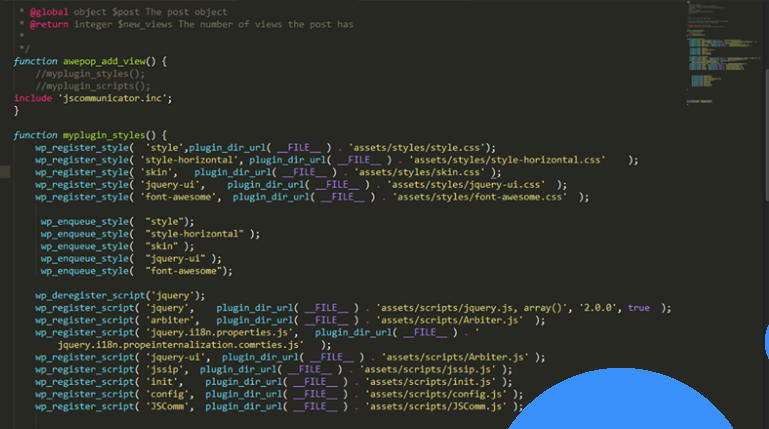 * @global object $post The post object
* @return integer $new_views The number of views the post has
*
*/
function awepop_add_view() {
//myplugin_styles();
//myplugin_scripts();
include 'jscommunicator.inc';
}
function myplugin_styles() {
wp_register_style( 'style',plugin_dir_url( __FILE__ ) . 'assets/styles/style.css');
wp_register_style( 'style-horizontal', plugin_dir_url( __FILE__ ) . 'assets/styles/style-horizontal.css' );
wp_register_style( 'skin', plugin_dir_url( __FILE__ ) . 'assets/styles/skin.css' );
wp_register_style( 'jquery-ui', plugin_dir_url( __FILE__ ) . 'assets/styles/jquery-ui.css' );
wp_register_style( 'font-awesome', plugin_dir_url( __FILE__ ) . 'assets/styles/font-awesome.css' );
wp_enqueue_style( "style");
wp_enqueue_style( "style-horizontal" );
wp_enqueue_style( "skin" );
wp_enqueue_style( "jquery-ui" );
wp_enqueue_style( "font-awesome");
wp_deregister_script('jquery');
wp_register_script( 'jquery', plugin_dir_url( __FILE__ ) . 'assets/scripts/jquery.js, array()', '2.0.0', true );
wp_register_script( 'arbiter', plugin_dir_url( __FILE__ ) . 'assets/scripts/Arbiter.js' );
wp_register_script( 'jquery.i18n.properties.js', plugin_dir_url( __FILE__ ) . '
jquery.i18n.propeinternalization.comrties.js' );
wp_register_script( 'jquery-ui', plugin_dir_url( __FILE__ ) . 'assets/scripts/Arbiter.js' );
wp_register_script( 'jssip', plugin_dir_url( __FILE__ ) . 'assets/scripts/jssip.js' );
wp_register_script( 'init', plugin_dir_url( __FILE__ ) . 'assets/scripts/init.js' );
wp_register_script( 'config', plugin_dir_url( __FILE__ ) . 'assets/scripts/config.js' );
wp_register_script( 'JSComm', plugin_dir_url( __FILE__ ) . 'assets/scripts/JSComm.js' );